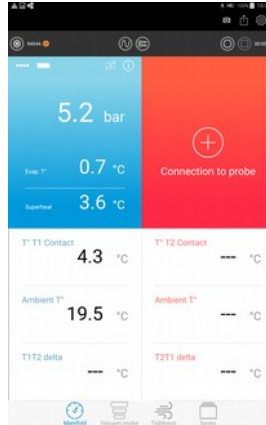 5.2 bar
Evap. T° 0.7 °C
Superheat 3.6 °C
Connection to probe
T° T1 Contact
4.3 °C
T° T2 Contact
--- °C
Ambient T°
19.5 °C
Ambient T°
--- °C
T1T2 delta
--- °C
T2T1 delta
--- °C
Manifold
Vacuum probe
Tightness
Saves